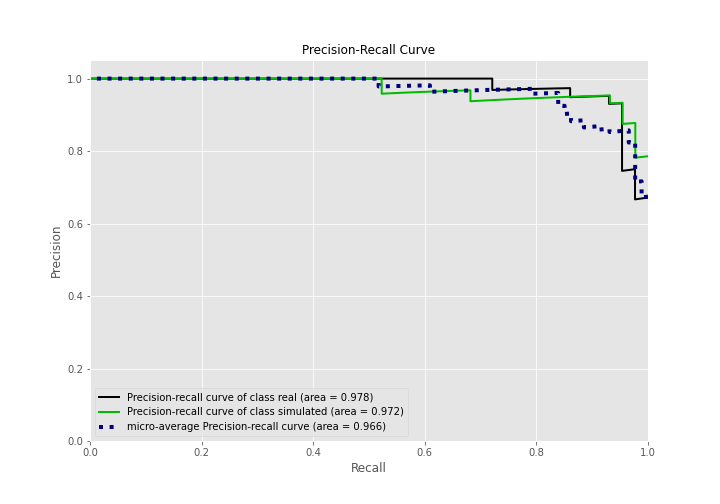 Precision-Recall Curve
1.0
0.8
0.6
0.4
0.2
0.0
Precision
Precision-recall curve of class real (area = 0.978)
Precision-recall curve of class simulated (area = 0.972)
micro-average Precision-recall curve (area = 0.966)
0.0 0.2 0.4 0.6 0.8 1.0
Recall